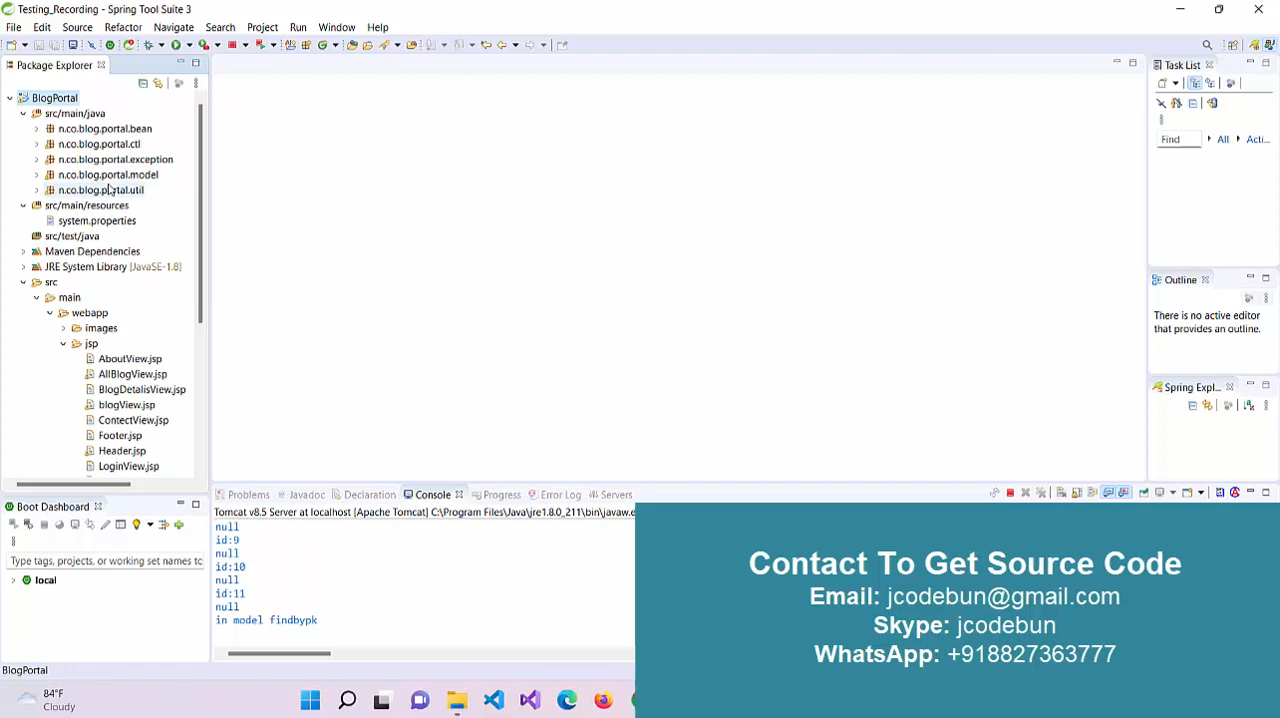 Testing_Recording - Spring Tool Suite 3
File Edit Source Refactor Navigate Search Project Run Window Help
Package Explorer
BlogPortal
src/main/java
n.co.blog.portal.bean
n.co.blog.portal.ctl
n.co.blog.portal.exception
n.co.blog.portal.model
n.co.blog.portal.util
src/main/resources
system.properties
src/test/java
Maven Dependencies
JRE System Library [JavaSE-1.8]
src
main
webapp
images
jsp
AboutView.jsp
AllBlogView.jsp
BlogDetalisView.jsp
blogView.jsp
ContectView.jsp
Footer.jsp
Header.jsp
LoginView.jsp
Task List
Find All Acti...
Outline
There is no active editor
that provides an outline.
Spring Expl...
Boot Dashboard
Type tags, projects, or working set names tc
local
Problems Javadoc Declaration Console Progress Error Log Servers
Tomcat v8.5 Server at localhost [Apache Tomcat] C:\Program Files\Java\jre1.8.0_211\bin\javaw.e
null
id:9
null
id:10
null
id:11
null
in model findbypk
Contact To Get Source Code
Email: jcodebun@gmail.com
Skype: jcodebun
WhatsApp: +918827363777
BlogPortal
84°F
Cloudy